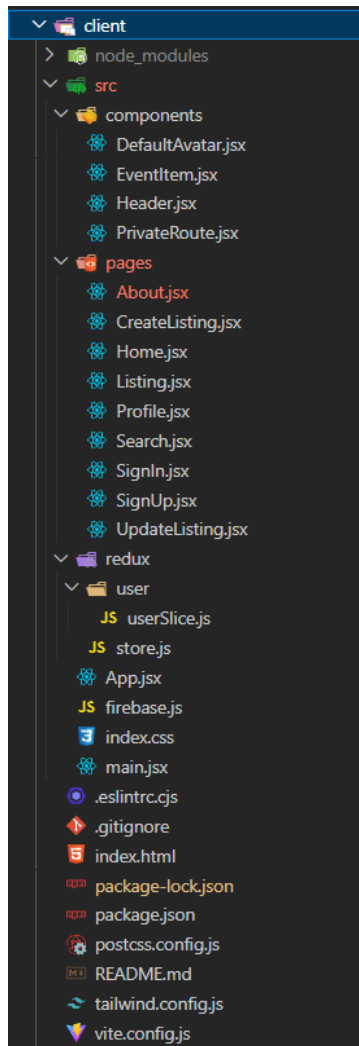 client
node_modules
src
components
DefaultAvatar.jsx
EventItem.jsx
Header.jsx
PrivateRoute.jsx
pages
About.jsx
CreateListing.jsx
Home.jsx
Listing.jsx
Profile.jsx
Search.jsx
SignIn.jsx
SignUp.jsx
UpdateListing.jsx
redux
user
JS userSlice.js
JS store.js
App.jsx
JS firebase.js
index.css
main.jsx
.eslintrc.cjs
.gitignore
index.html
package-lock.json
package.json
postcss.config.js
README.md
tailwind.config.js
vite.config.js